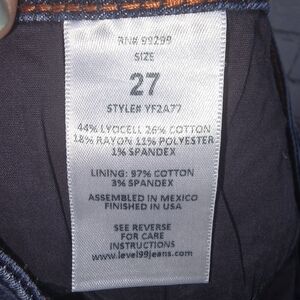 RN# 99299
SIZE
27
STYLE# YF2A77
44% LYOCELL 26% COTTON
18% RAYON 11% POLYESTER
1% SPANDEX
LINING: 97% COTTON
3% SPANDEX
ASSEMBLED IN MEXICO
FINISHED IN USA
SEE REVERSE
FOR CARE
INSTRUCTIONS
www.level99jeans.com